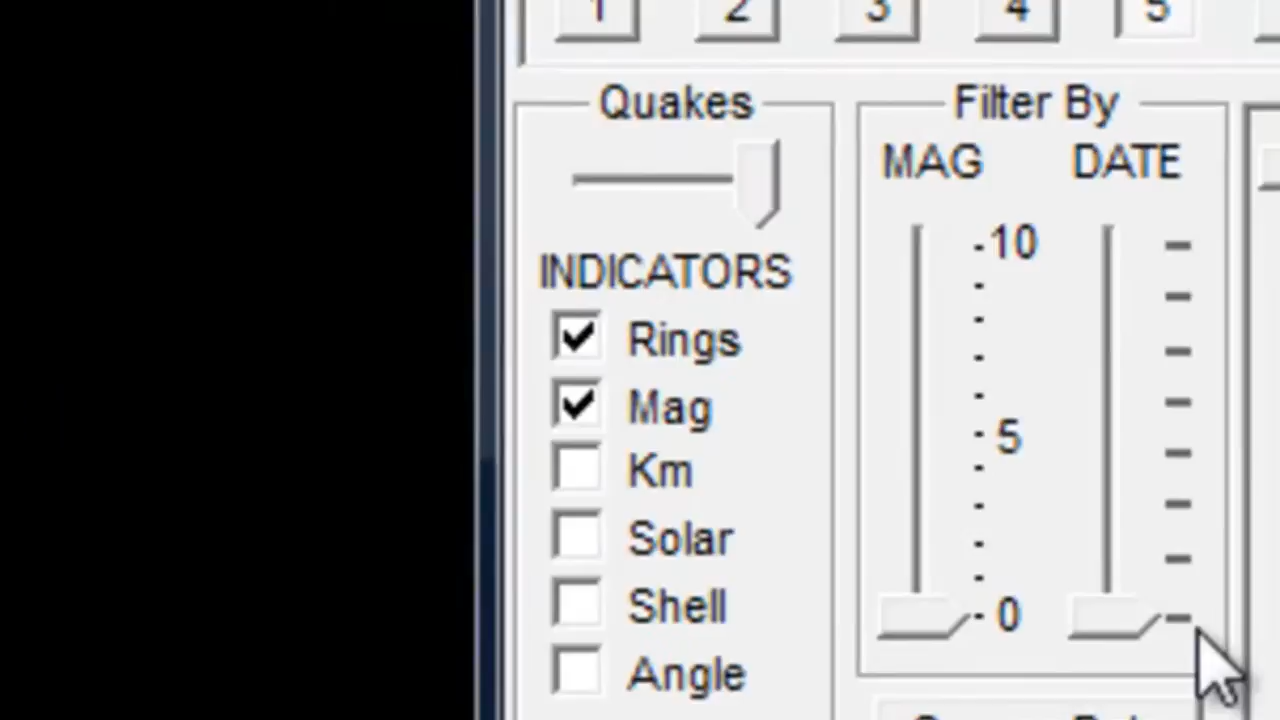 1 2 3 4 5
Quakes
Filter By
MAG DATE
-10
INDICATORS
Rings
Mag
5
Km
Solar
Shell
0
Angle